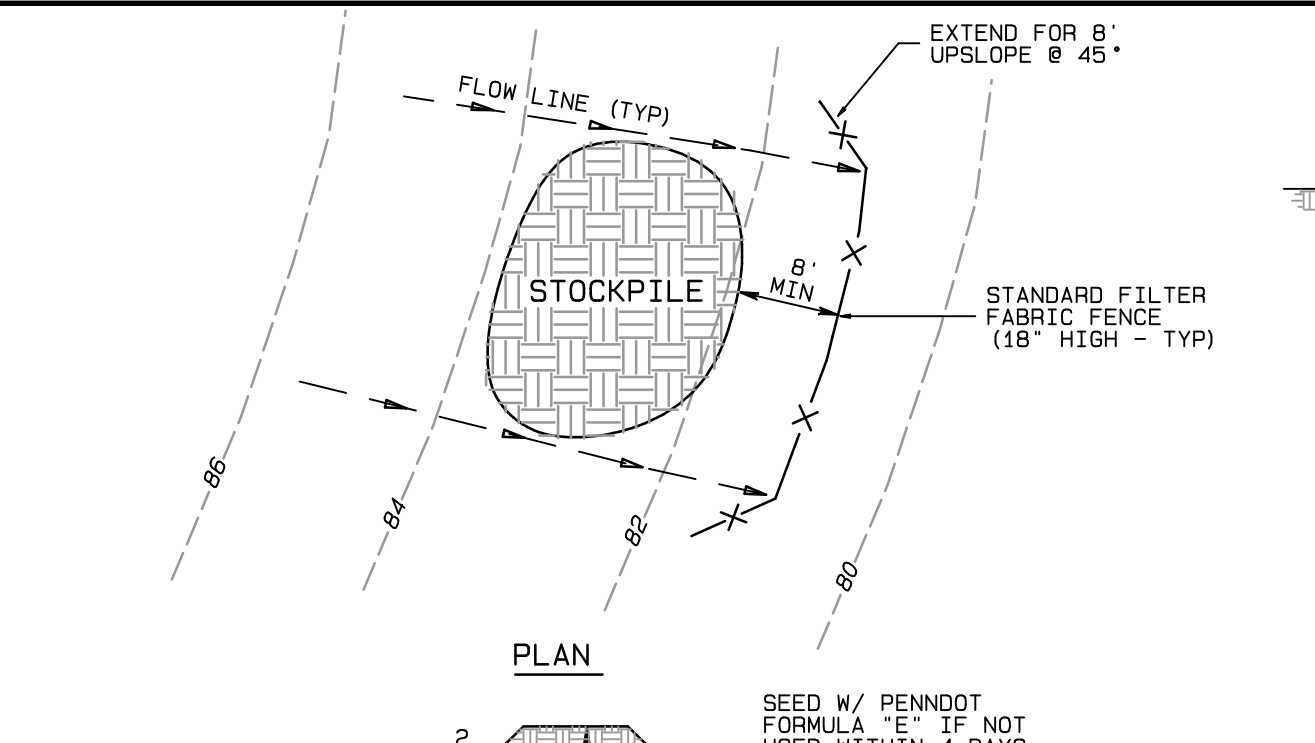 EXTEND FOR 8'
UPSLOPE @ 45°
FLOW LINE (TYP)
8'
MIN
STOCKPILE
STANDARD FILTER
FABRIC FENCE
(18" HIGH - TYP)
86
84
82
80
PLAN
SEED W/ PENNDOT
FORMULA "E" IF NOT
2